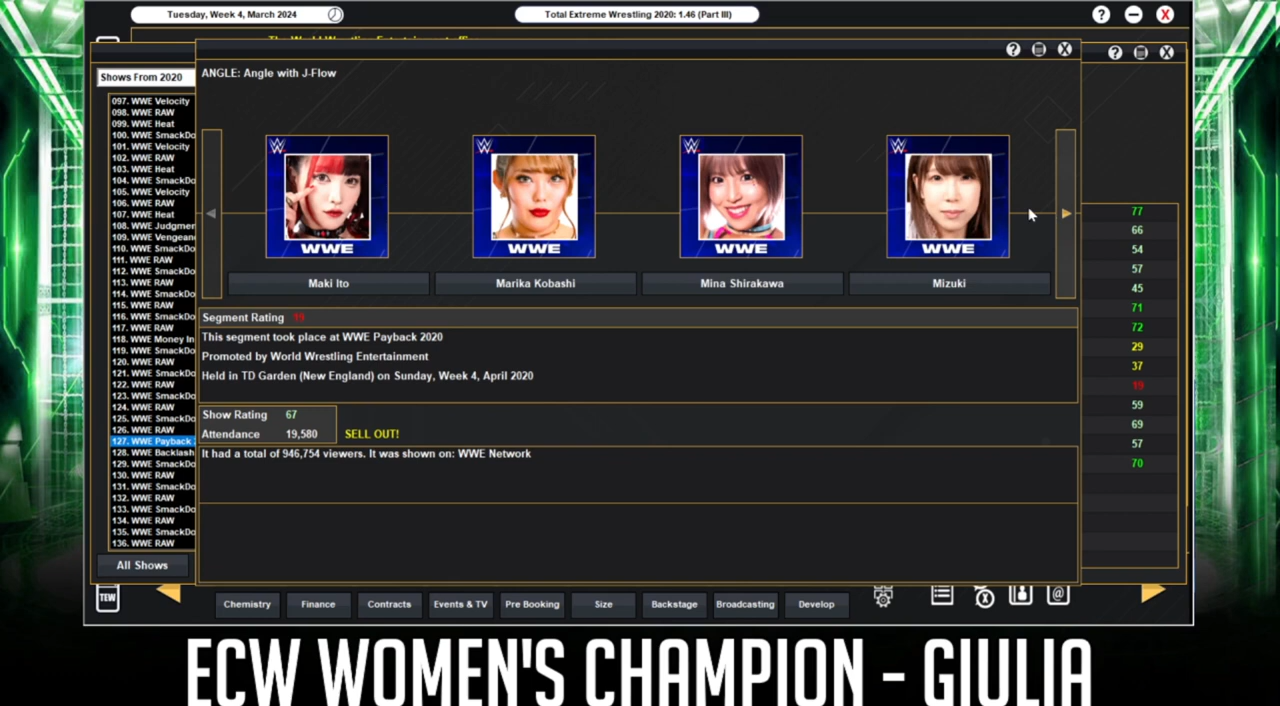 Tuesday, Week 4, March 2024
Total Extreme Wrestling 2020: 1.46 (Part III)
Shows From 2020
ANGLE: Angle with J-Flow
097. WWE Velocity
098. WWE RAW
099. WWE Heat
100. WWE SmackDo
101. WWE Velocity
102. WWE RAW
103. WWE Heat
104. WWE SmackDo
105. WWE Velocity
106. WWE RAW
107. WWE Heat
108. WWE Judgmen
109. WWE Vengean
110. WWE SmackDo
111. WWE RAW
112. WWE SmackDo
113. WWE RAW
114. WWE SmackDo
115. WWE RAW
116. WWE SmackDo
117. WWE RAW
118. WWE Money In
119. WWE SmackDo
120. WWE RAW
121. WWE SmackDo
122. WWE RAW
123. WWE SmackDo
124. WWE RAW
125. WWE SmackDo
126. WWE RAW
127. WWE Payback
128. WWE Backlash
129. WWE SmackDo
130. WWE RAW
131. WWE SmackDo
132. WWE RAW
133. WWE SmackDo
134. WWE RAW
135. WWE SmackDo
136. WWE RAW
All Shows
WWE
WWE
WWE
WWE
Maki Ito
Marika Kobashi
Mina Shirakawa
Mizuki
Segment Rating 19
This segment took place at WWE Payback 2020
Promoted by World Wrestling Entertainment
Held in TD Garden (New England) on Sunday, Week 4, April 2020
Show Rating 67
Attendance 19,580 SELL OUT!
It had a total of 946,754 viewers. It was shown on: WWE Network
77
66
54
57
45
71
72
29
37
19
59
69
57
70
TEW
Chemistry
Finance
Contracts
Events & TV
Pre Booking
Size
Backstage
Broadcasting
Develop
ECW WOMEN'S CHAMPION - GIULIA